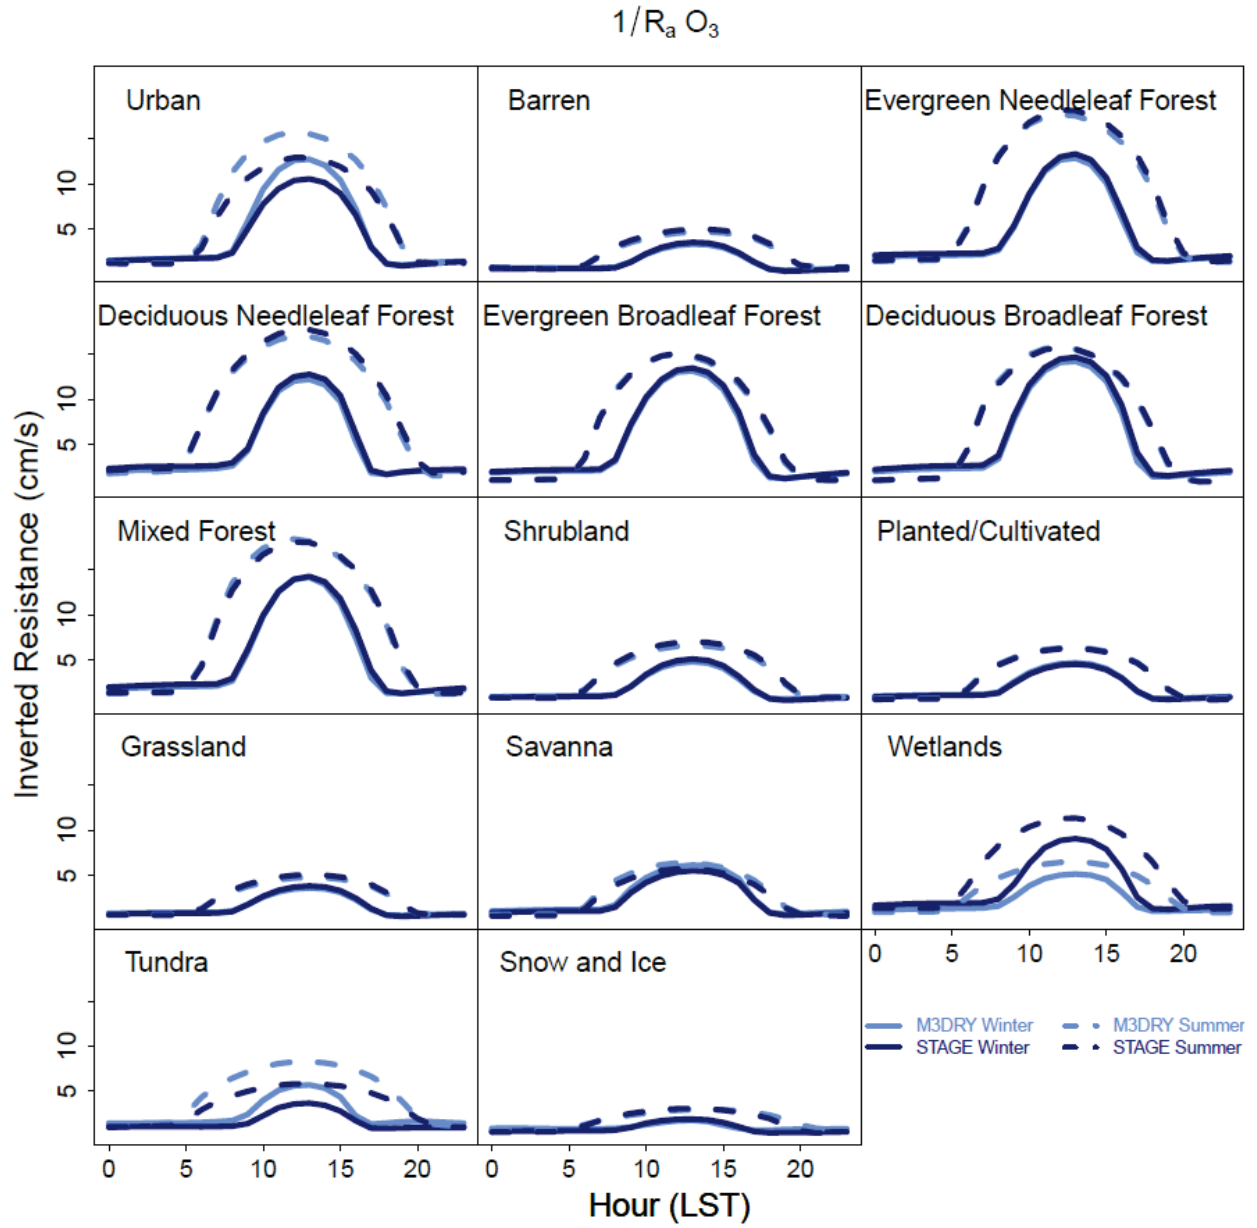 1/Ra O3
Urban
Barren
Evergreen Needleleaf Forest
10
5
Deciduous Needleleaf Forest
Evergreen Broadleaf Forest
Deciduous Broadleaf Forest
10
5
Mixed Forest
Shrubland
Planted/Cultivated
10
5
Grassland
Savanna
Wetlands
10
5
0 5 10 15 20
Tundra
Snow and Ice
10
5
M3DRY Winter
M3DRY Summer
STAGE Winter
STAGE Summer
0 5 10 15 20
0 5 10 15 20
Inverted Resistance (cm/s)
Hour (LST)